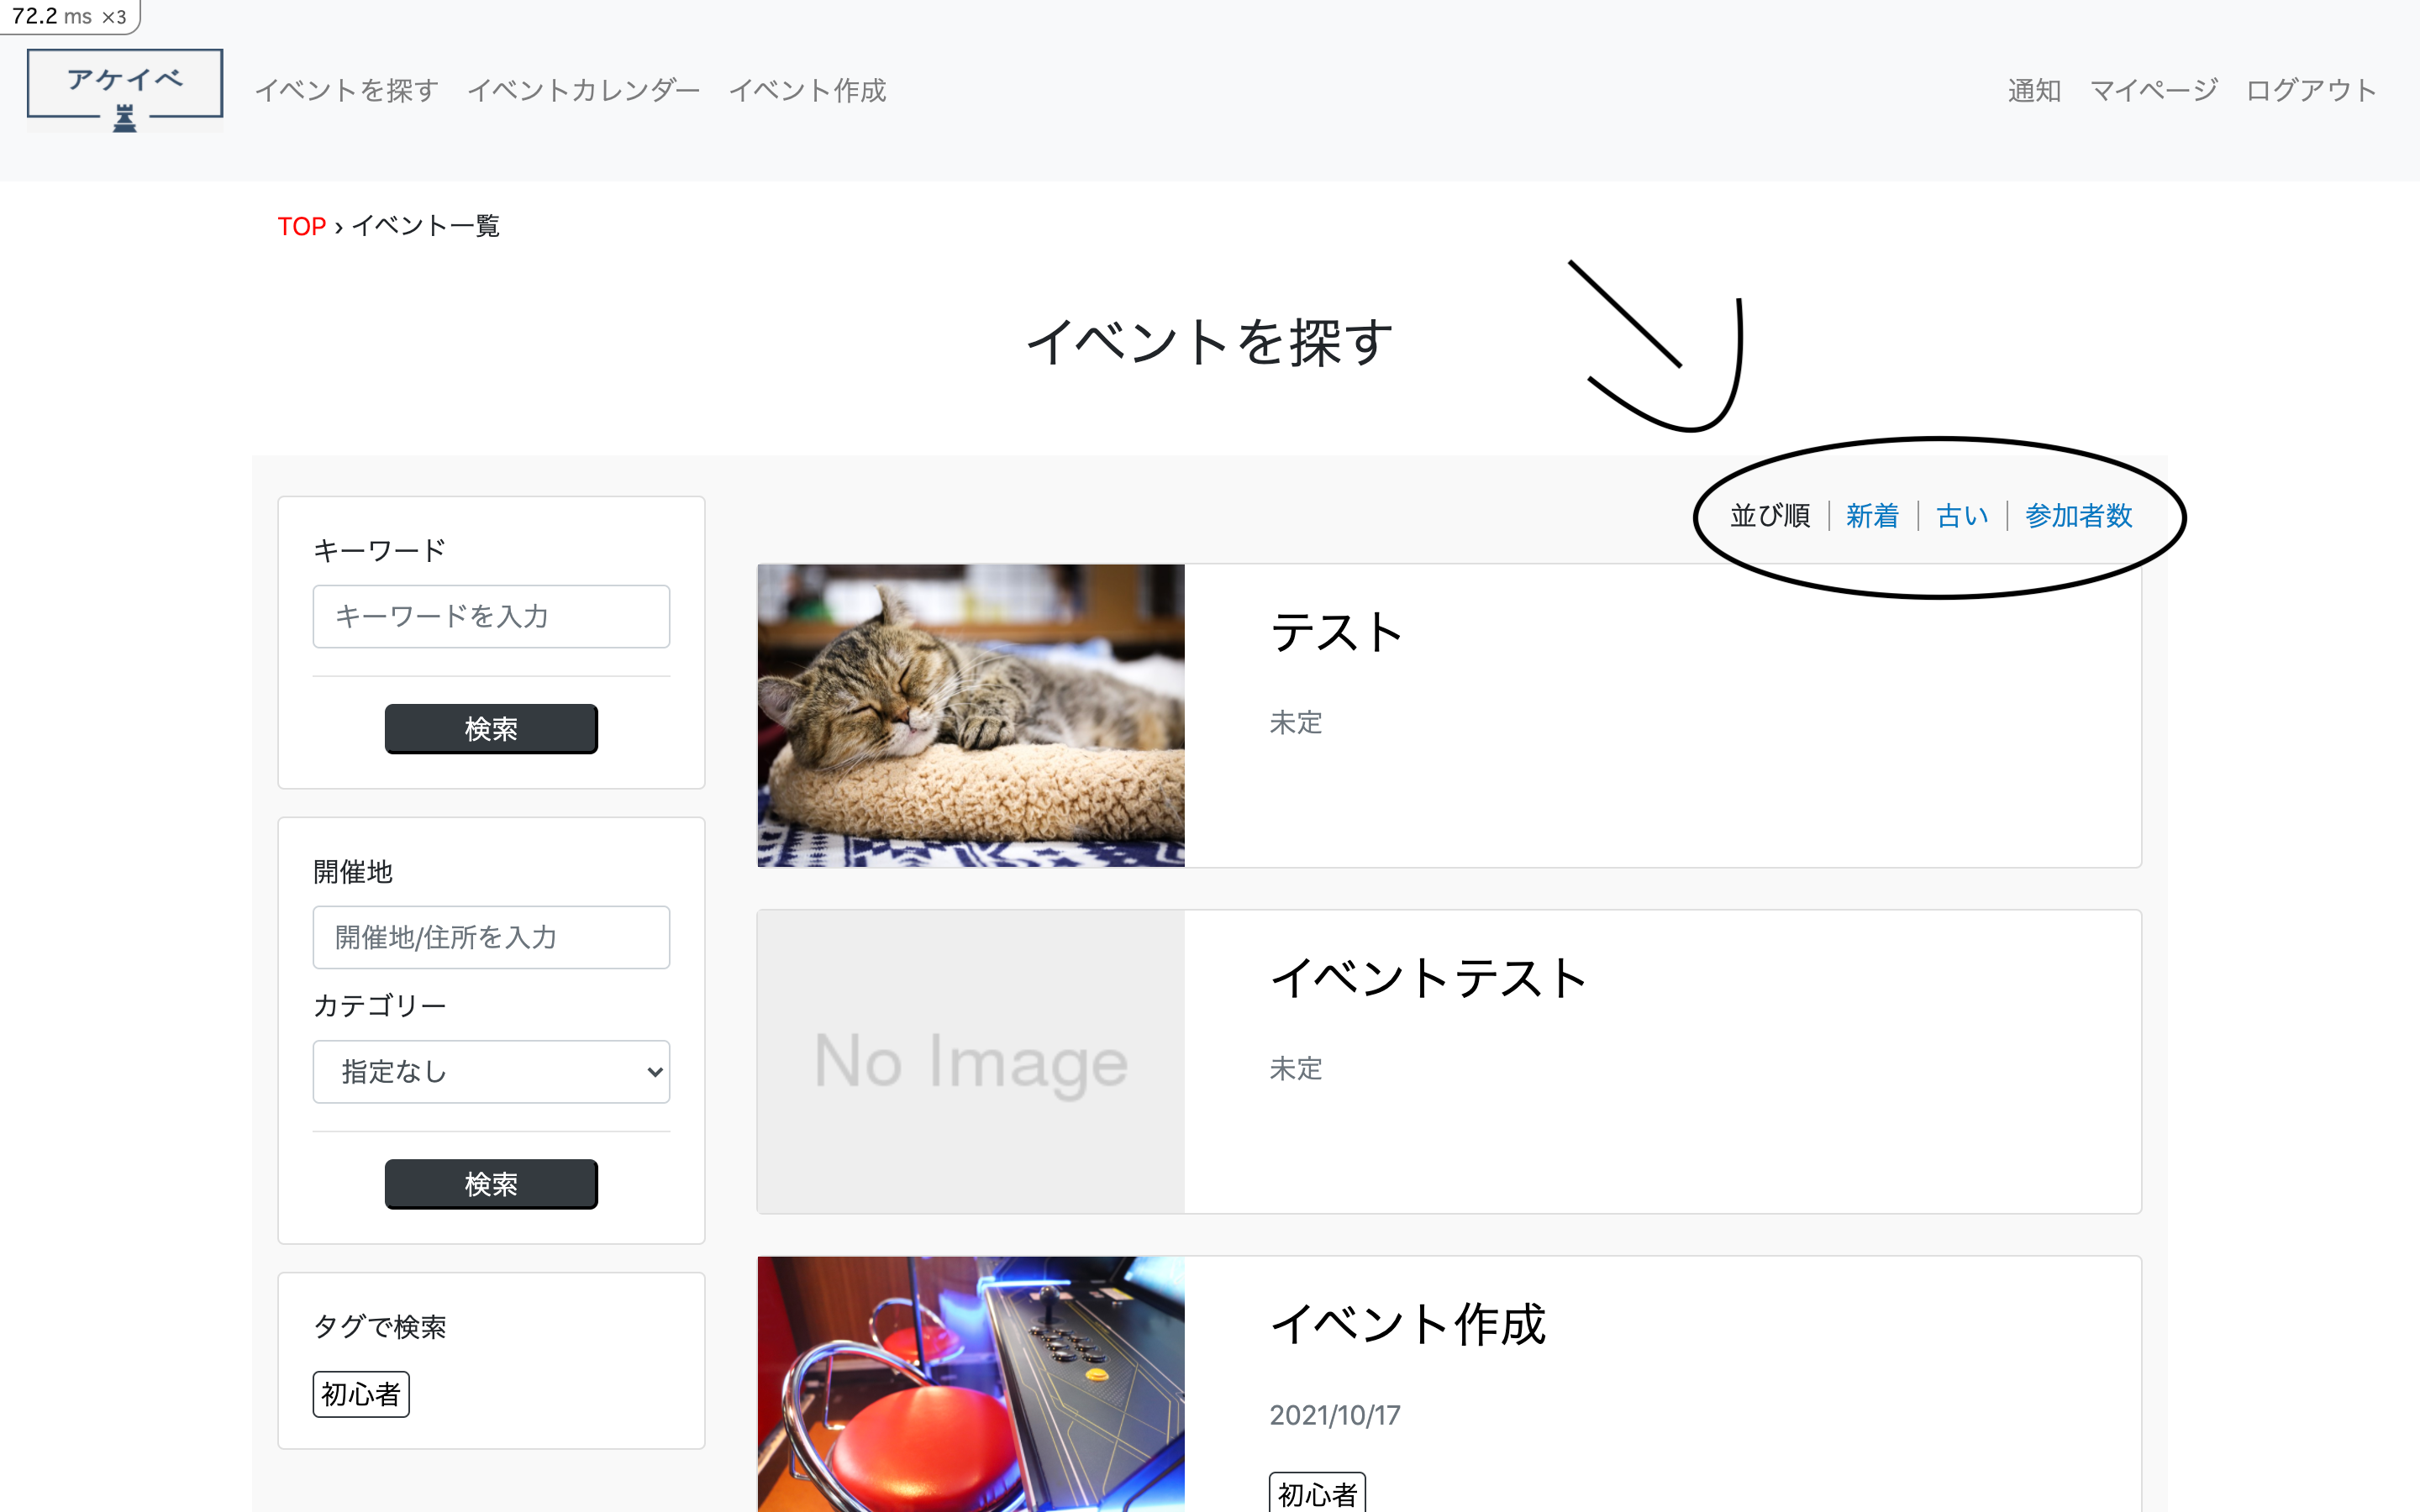 72.2 ms ×3
アケイベ
イベントを探す イベントカレンダー イベント作成
通知 マイページ ログアウト
TOP › イベント一覧
イベントを探す
並び順 | 新着 | 古い | 参加者数
キーワード
キーワードを入力
検索
開催地
開催地/住所を入力
カテゴリー
指定なし
検索
タグで検索
初心者
テスト
未定
No Image
イベントテスト
未定
イベント作成
2021/10/17
初心者